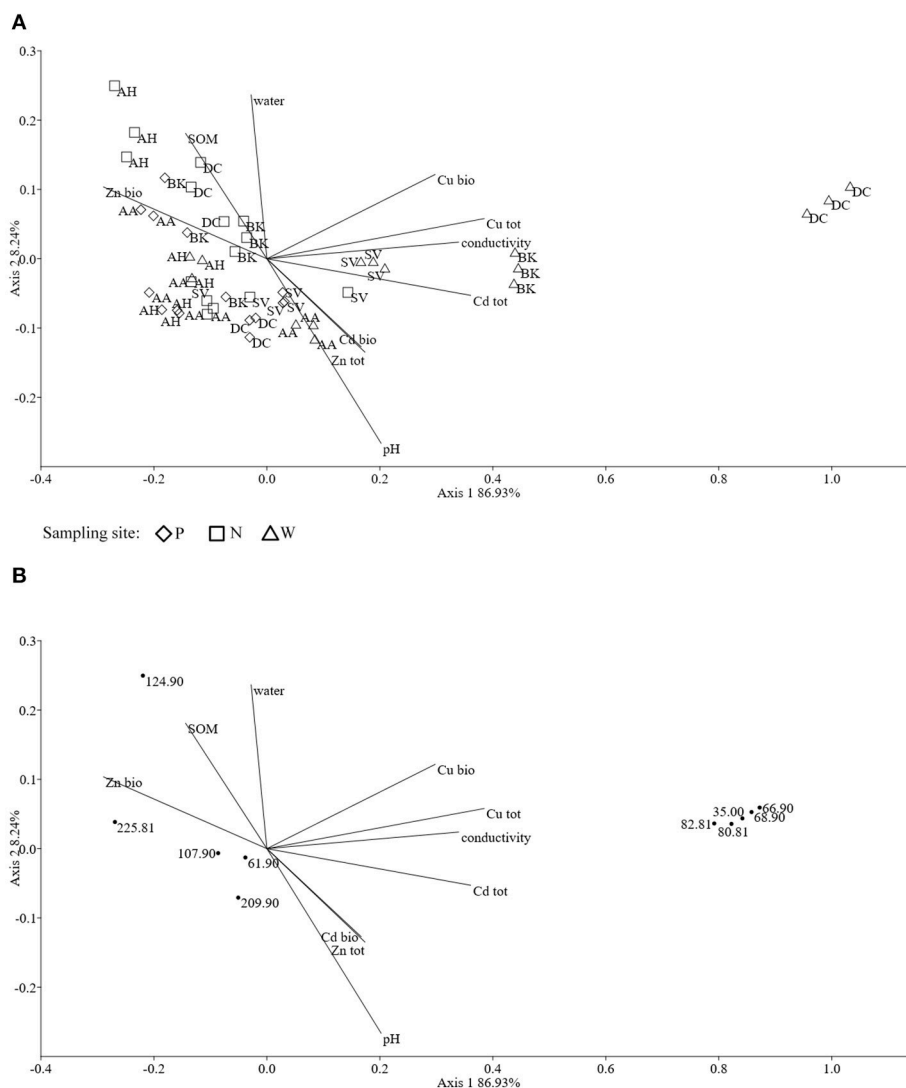 A
0.3
AH
water
0.2
SOM
AH
DC
AH
BK
Cu bio
0.1
Zn bio
DC
DC
DC
DC
AA
AA
DC
BK
Cu tot
BK
BK
conductivity
Axis 2 8.24%
0.0
AH
AH
BK
SV
SV
BK
BK
AA
AH
SV
SV
BK
Cd tot
AA
AH
BK
SV
SV
SV
AH
AA
AA
SV
AA
-0.1
AH
DC
DC
AA
Cd bio
DC
AA
Zn tot
-0.2
pH
-0.4
-0.2
0.0
0.2
0.4
0.6
0.8
1.0
Axis 1 86.93%
Sampling site: P N W
B
0.3
124.90
water
0.2
SOM
0.1
Zn bio
Cu bio
225.81
Cu tot
35.00
66.90
68.90
82.81
80.81
conductivity
Axis 2 8.24%
0.0
107.90
61.90
Cd tot
209.90
-0.1
Cd bio
Zn tot
-0.2
pH
-0.4
-0.2
0.0
0.2
0.4
0.6
0.8
1.0
Axis 1 86.93%